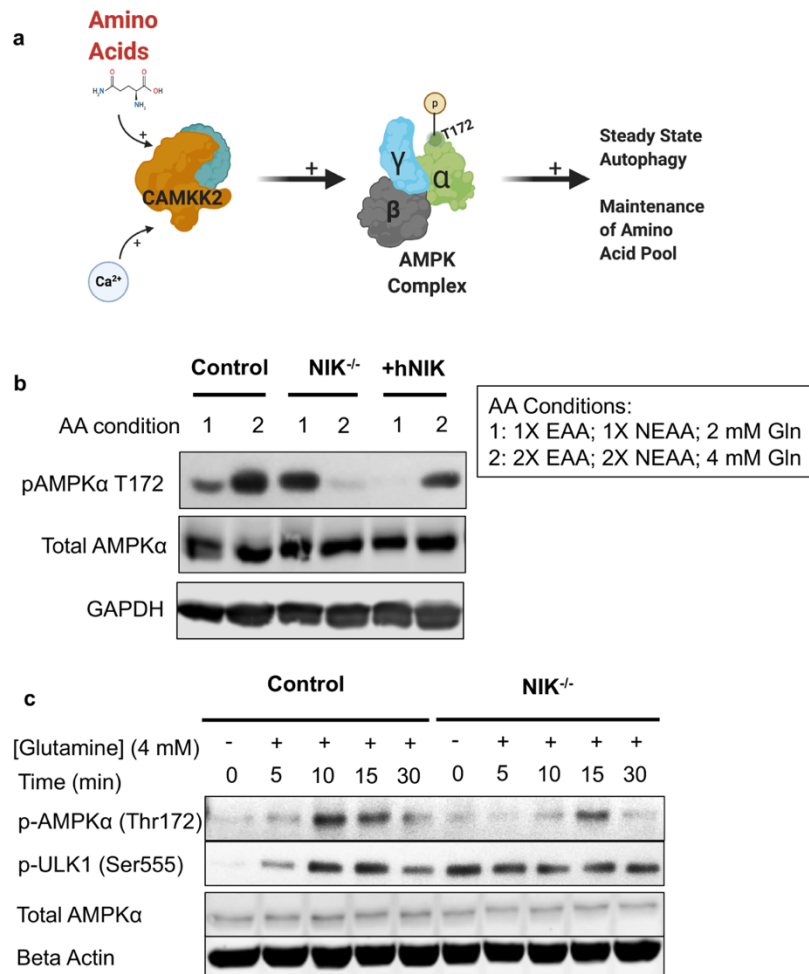 a
Amino
Acids
H₂N
O
O
OH
NH₂
+
CAMKK2
+
Ca²⁺
+
γ
α
β
p
T172
AMPK
Complex
+
Steady State
Autophagy
Maintenance
of Amino
Acid Pool
b
Control NIK⁻/⁻ +hNIK
AA condition 1 2 1 2 1 2
pAMPKα T172
Total AMPKα
GAPDH
AA Conditions:
1: 1X EAA; 1X NEAA; 2 mM Gln
2: 2X EAA; 2X NEAA; 4 mM Gln
c
Control NIK⁻/⁻
[Glutamine] (4 mM) - + + + + - + + + +
Time (min) 0 5 10 15 30 0 5 10 15 30
p-AMPKα (Thr172)
p-ULK1 (Ser555)
Total AMPKα
Beta Actin